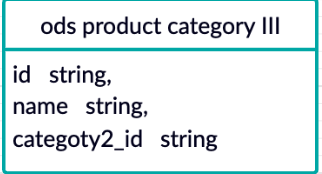 ods product category III
id string,
name string,
categoty2_id string